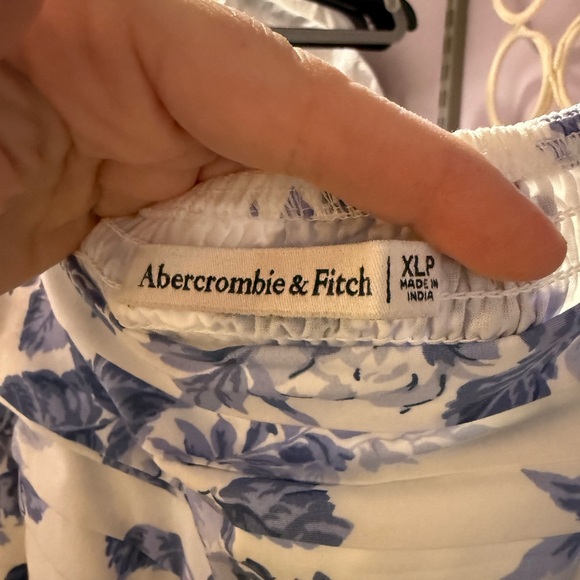 Abercrombie & Fitch
XLP
MADE IN
INDIA